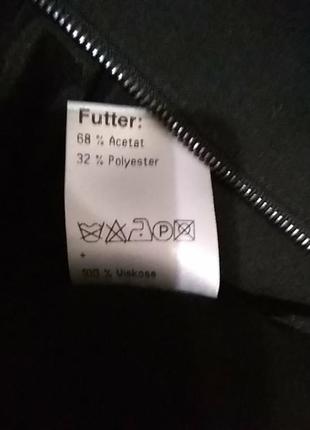 Futter:
68 % Acetat
32 % Polyester
P
+
100 % Viskose